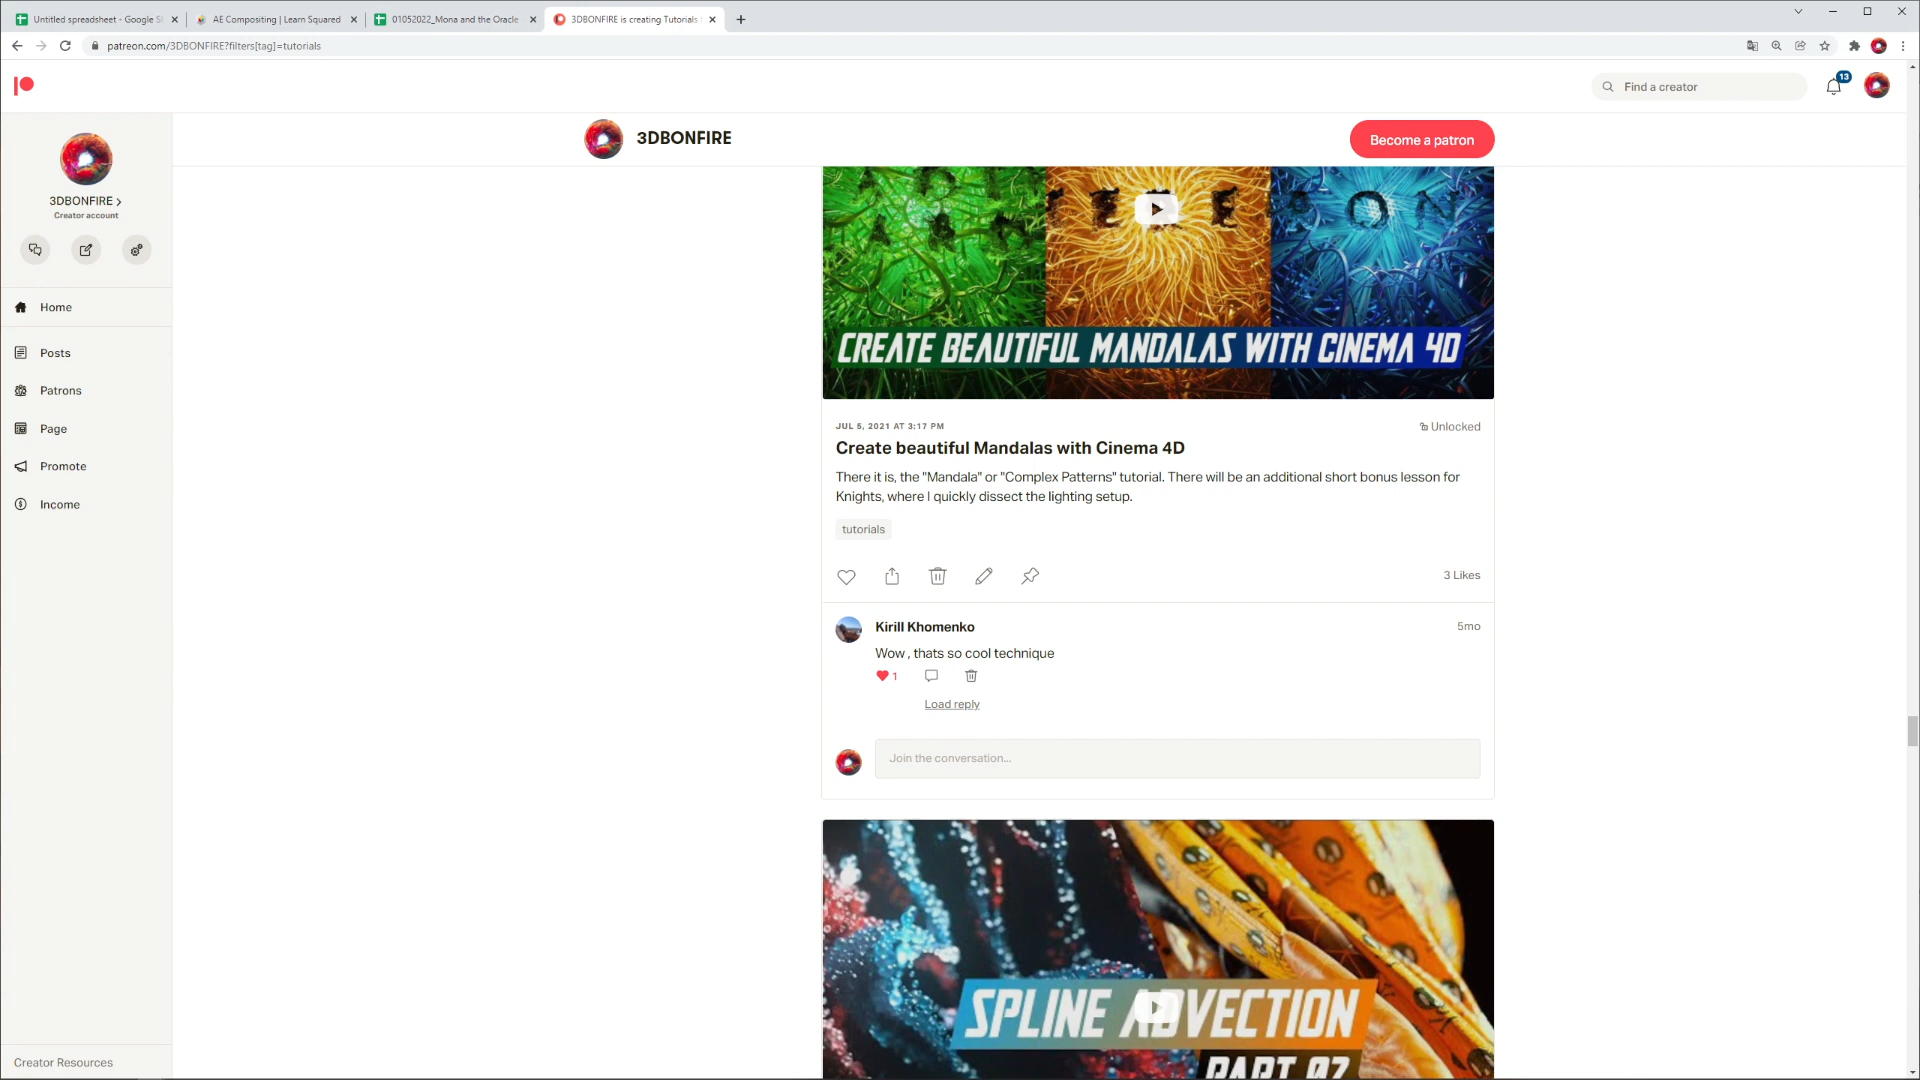 Untitled spreadsheet - Google S
AE Compositing | Learn Squared
01052022_Mona and the Oracle
3DBONFIRE is creating Tutorials
patreon.com/3DBONFIRE?filters[tag]=tutorials
Find a creator
13
3DBONFIRE
Become a patron
3DBONFIRE
Creator account
Home
Posts
Patrons
Page
Promote
Income
Creator Resources
CREATE BEAUTIFUL MANDALAS WITH CINEMA 4D
JUL 5, 2021 AT 3:17 PM
Unlocked
Create beautiful Mandalas with Cinema 4D
There it is, the "Mandala" or "Complex Patterns" tutorial. There will be an additional short bonus lesson for
Knights, where I quickly dissect the lighting setup.
tutorials
3 Likes
Kirill Khomenko
5mo
Wow , thats so cool technique
1
Load reply
Join the conversation...
SPLINE ADVECTION
PART 02